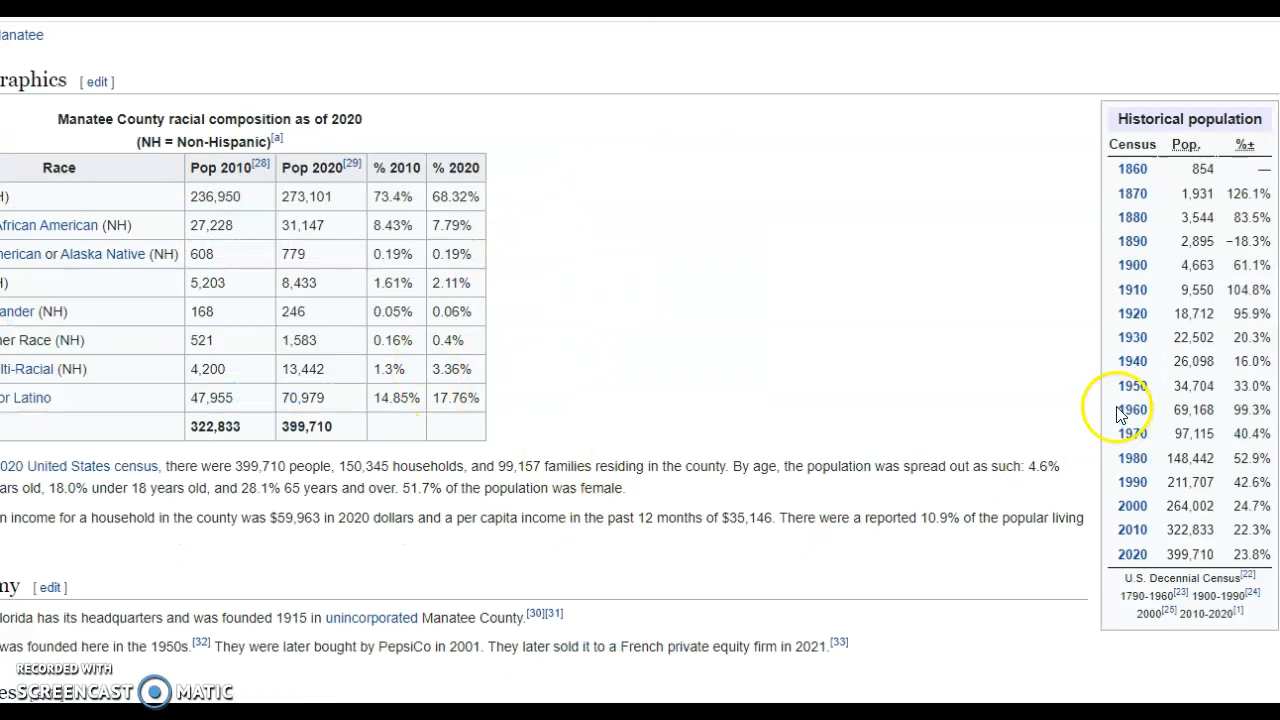 lanatee
raphics [ edit ]
Manatee County racial composition as of 2020
(NH = Non-Hispanic)[a]
Race Pop 2010[28] Pop 2020[29] % 2010 % 2020
H) 236,950 273,101 73.4% 68.32%
African American (NH) 27,228 31,147 8.43% 7.79%
nerican or Alaska Native (NH) 608 779 0.19% 0.19%
H) 5,203 8,433 1.61% 2.11%
ander (NH) 168 246 0.05% 0.06%
ner Race (NH) 521 1,583 0.16% 0.4%
lti-Racial (NH) 4,200 13,442 1.3% 3.36%
or Latino 47,955 70,979 14.85% 17.76%
322,833 399,710
020 United States census, there were 399,710 people, 150,345 households, and 99,157 families residing in the county. By age, the population was spread out as such: 4.6%
ars old, 18.0% under 18 years old, and 28.1% 65 years and over. 51.7% of the population was female.
n income for a household in the county was $59,963 in 2020 dollars and a per capita income in the past 12 months of $35,146. There were a reported 10.9% of the popular living
my [ edit ]
lorida has its headquarters and was founded 1915 in unincorporated Manatee County.[30][31]
was founded here in the 1950s.[32] They were later bought by PepsiCo in 2001. They later sold it to a French private equity firm in 2021.[33]
es
Historical population
Census Pop. %±
1860 854 —
1870 1,931 126.1%
1880 3,544 83.5%
1890 2,895 −18.3%
1900 4,663 61.1%
1910 9,550 104.8%
1920 18,712 95.9%
1930 22,502 20.3%
1940 26,098 16.0%
1950 34,704 33.0%
1960 69,168 99.3%
1970 97,115 40.4%
1980 148,442 52.9%
1990 211,707 42.6%
2000 264,002 24.7%
2010 322,833 22.3%
2020 399,710 23.8%
U.S. Decennial Census[22]
1790-1960[23] 1900-1990[24]
2000[25] 2010-2020[1]
RECORDED WITH
SCREENCAST MATIC